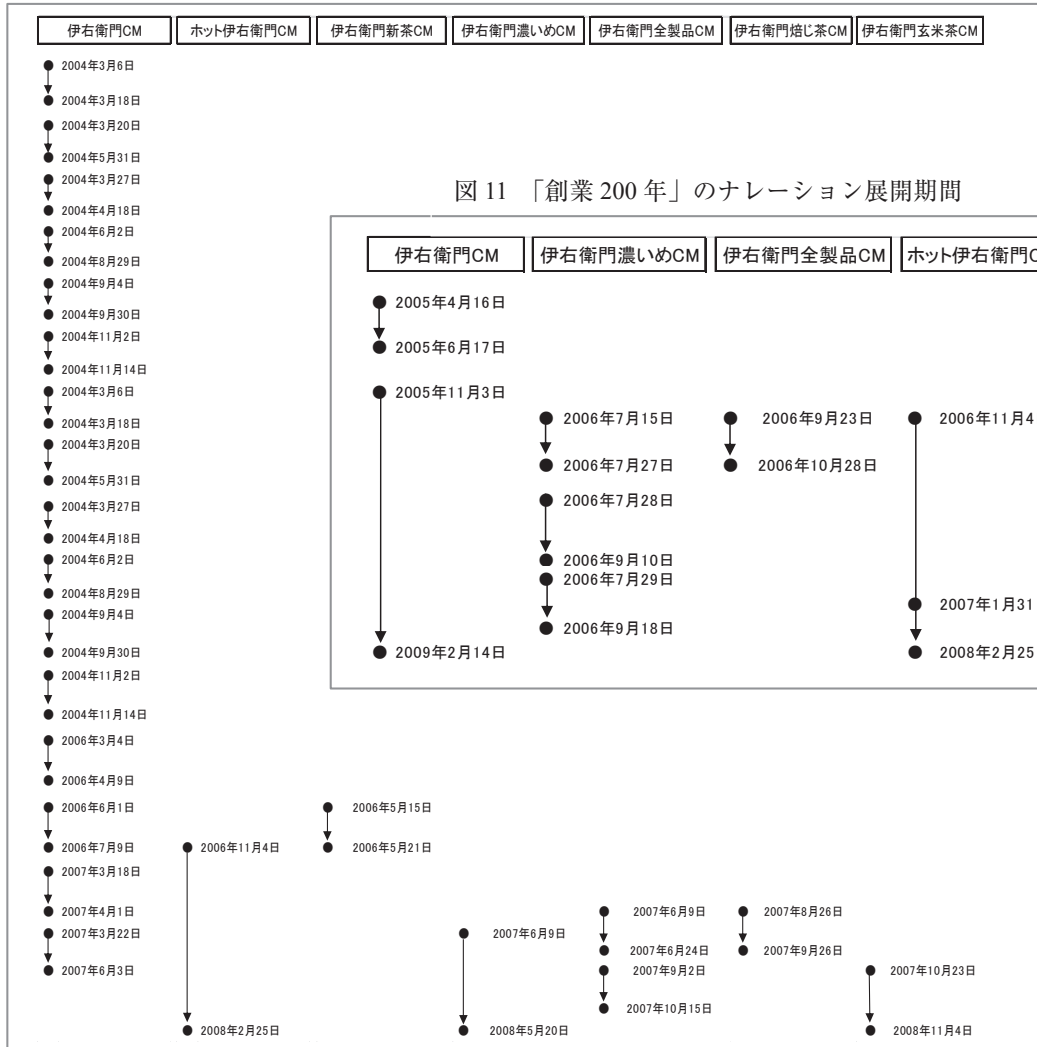 伊右衛門CM
ホット伊右衛門CM
伊右衛門新茶CM
伊右衛門濃いめCM
伊右衛門全製品CM
伊右衛門焙じ茶CM
伊右衛門玄米茶CM
2004年3月6日
2004年3月18日
2004年3月20日
2004年5月31日
2004年3月27日
2004年4月18日
2004年6月2日
2004年8月29日
2004年9月4日
2004年9月30日
2004年11月2日
2004年11月14日
2004年3月6日
2004年3月18日
2004年3月20日
2004年5月31日
2004年3月27日
2004年4月18日
2004年6月2日
2004年8月29日
2004年9月4日
2004年9月30日
2004年11月2日
2004年11月14日
2006年3月4日
2006年4月9日
2006年6月1日
2006年7月9日
2007年3月18日
2007年4月1日
2007年3月22日
2007年6月3日
2006年11月4日
2008年2月25日
2006年5月15日
2006年5月21日
2007年6月9日
2008年5月20日
2007年6月9日
2007年6月24日
2007年9月2日
2007年10月15日
2007年8月26日
2007年9月26日
2007年10月23日
2008年11月4日
図 11 「創業 200 年」のナレーション展開期間
伊右衛門CM
伊右衛門濃いめCM
伊右衛門全製品CM
ホット伊右衛門C
2005年4月16日
2005年6月17日
2005年11月3日
2009年2月14日
2006年7月15日
2006年7月27日
2006年7月28日
2006年9月10日
2006年7月29日
2006年9月18日
2006年9月23日
2006年10月28日
2006年11月4
2007年1月31
2008年2月25